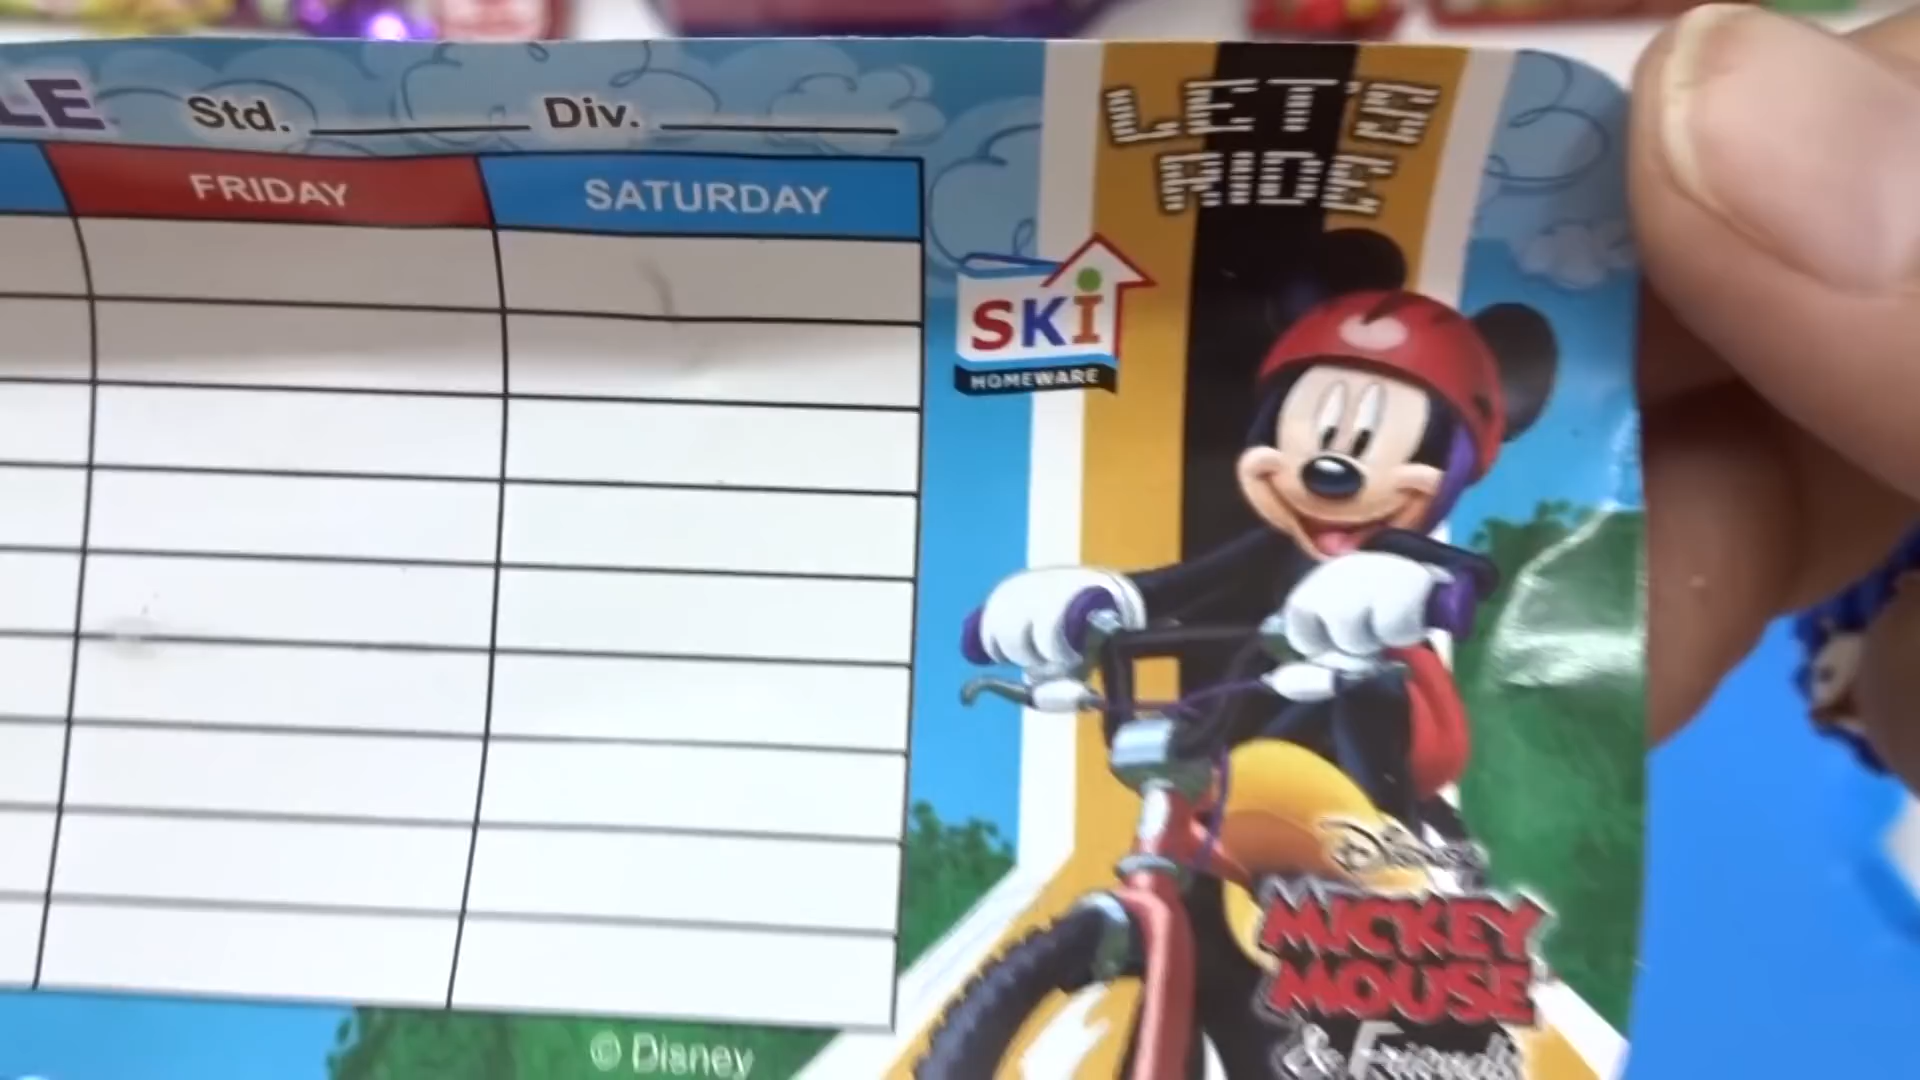 LE Std. Div.
LET'S
RIDE
FRIDAY SATURDAY
SKI
HOMEWARE
Disney
MICKEY
MOUSE
& Friends
© Disney